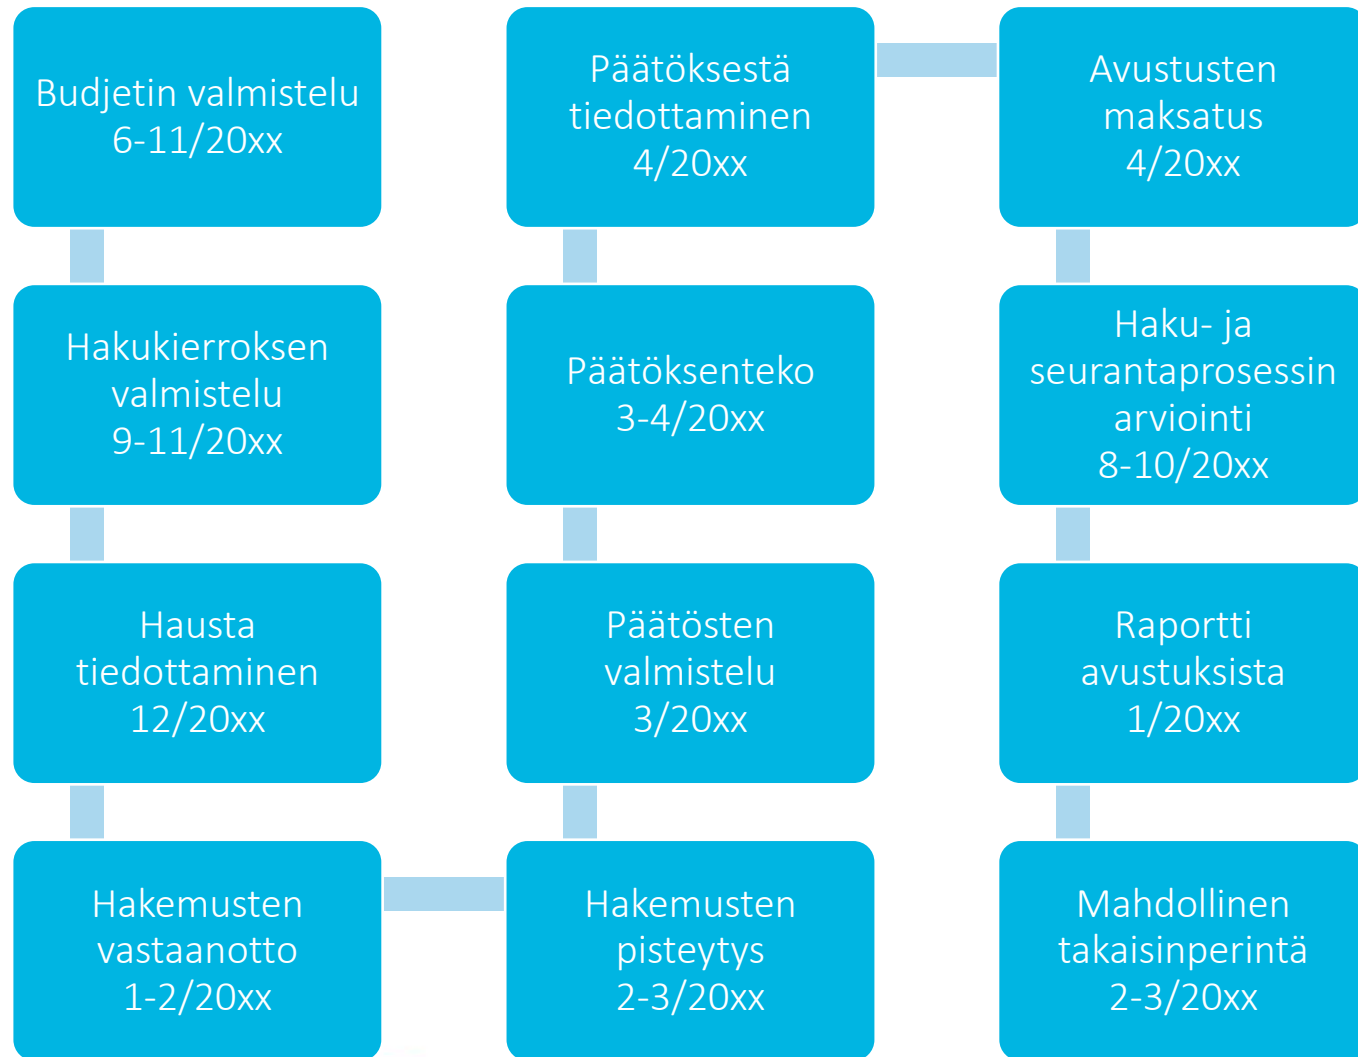 Budjetin valmistelu
6-11/20xx
Hakukierroksen
valmistelu
9-11/20xx
Hausta
tiedottaminen
12/20xx
Hakemusten
vastaanotto
1-2/20xx
Hakemusten
pisteytys
2-3/20xx
Päätösten
valmistelu
3/20xx
Päätöksenteko
3-4/20xx
Päätöksestä
tiedottaminen
4/20xx
Avustusten
maksatus
4/20xx
Haku- ja
seurantaprosessin
arviointi
8-10/20xx
Raportti
avustuksista
1/20xx
Mahdollinen
takaisinperintä
2-3/20xx